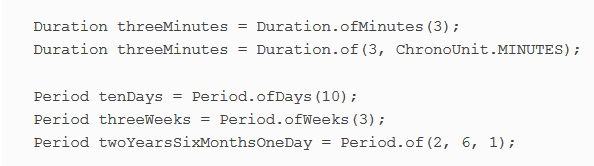 Duration threeMinutes = Duration.ofMinutes(3);
Duration threeMinutes = Duration.of(3, ChronoUnit.MINUTES);
Period tenDays = Period.ofDays(10);
Period threeWeeks = Period.ofWeeks(3);
Period twoYearsSixMonthsOneDay = Period.of(2, 6, 1);